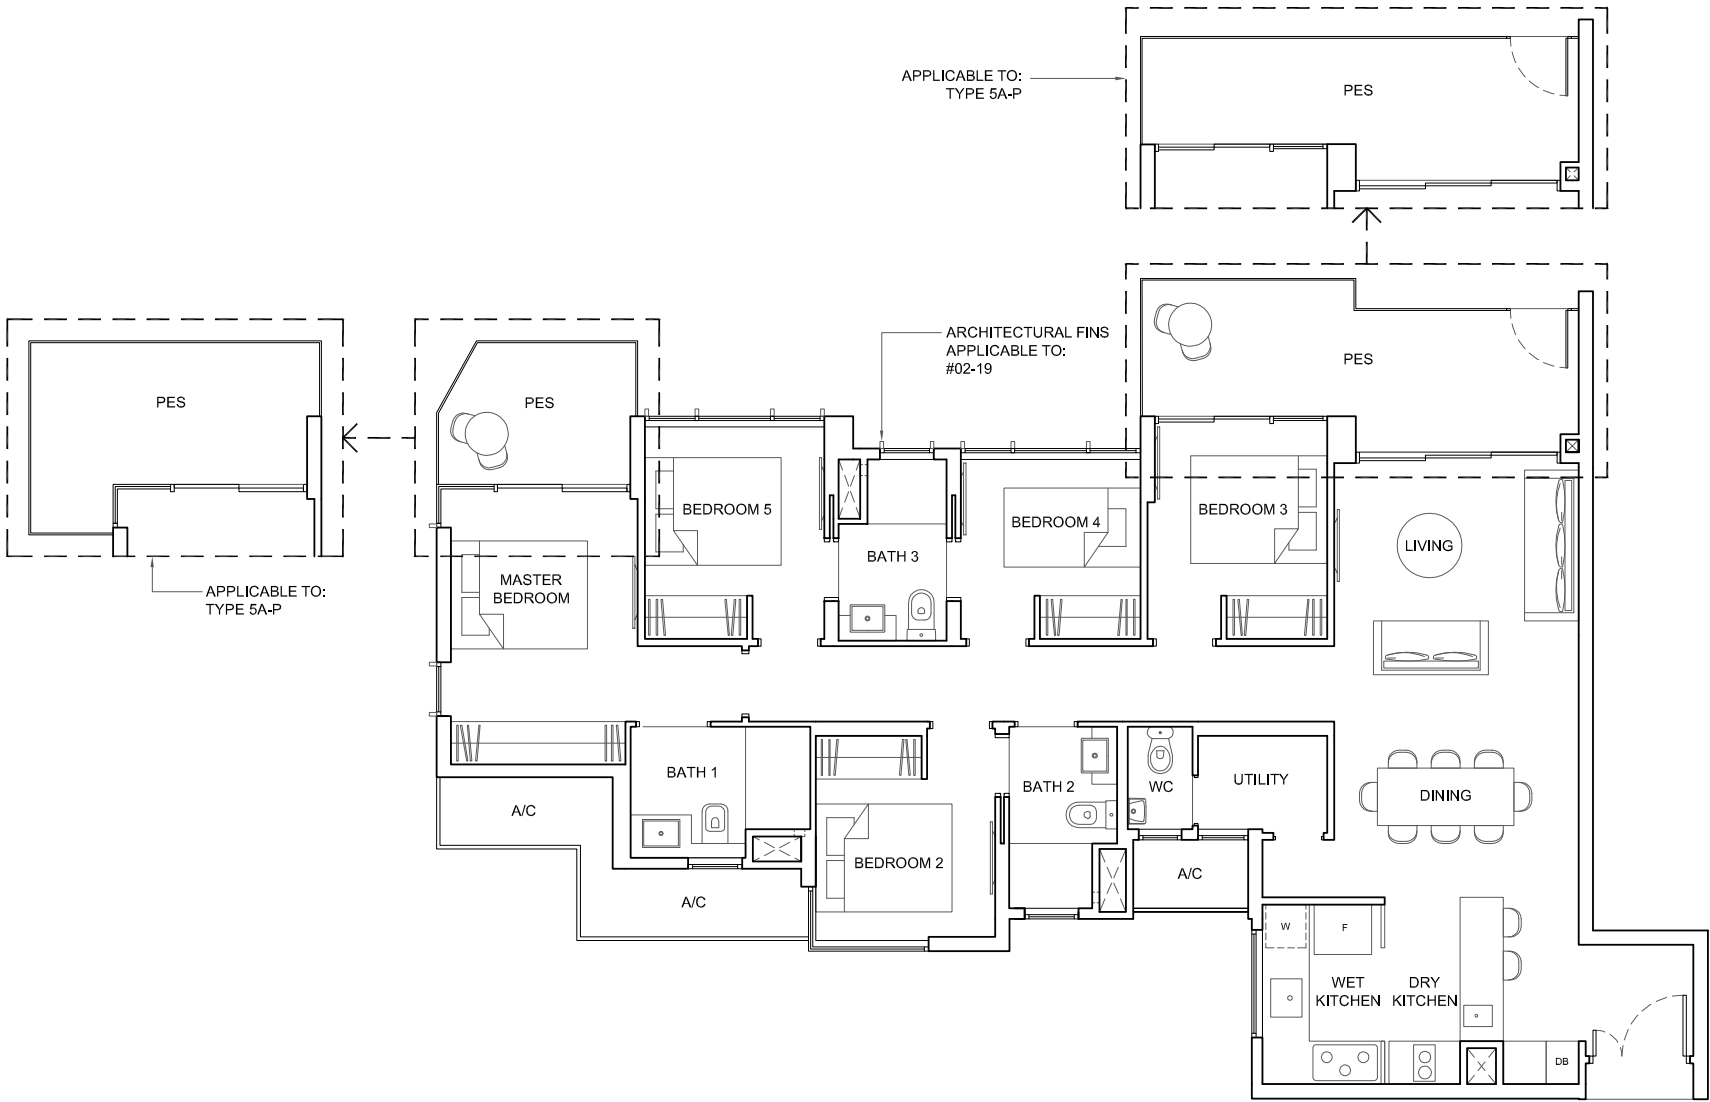 APPLICABLE TO:
TYPE 5A-P
PES
ARCHITECTURAL FINS
APPLICABLE TO:
#02-19
PES
PES
PES
APPLICABLE TO:
TYPE 5A-P
MASTER
BEDROOM
BEDROOM 5
BATH 3
BEDROOM 4
BEDROOM 3
LIVING
BATH 1
A/C
A/C
BEDROOM 2
BATH 2
WC
UTILITY
A/C
DINING
W
F
WET
KITCHEN
DRY
KITCHEN
DB